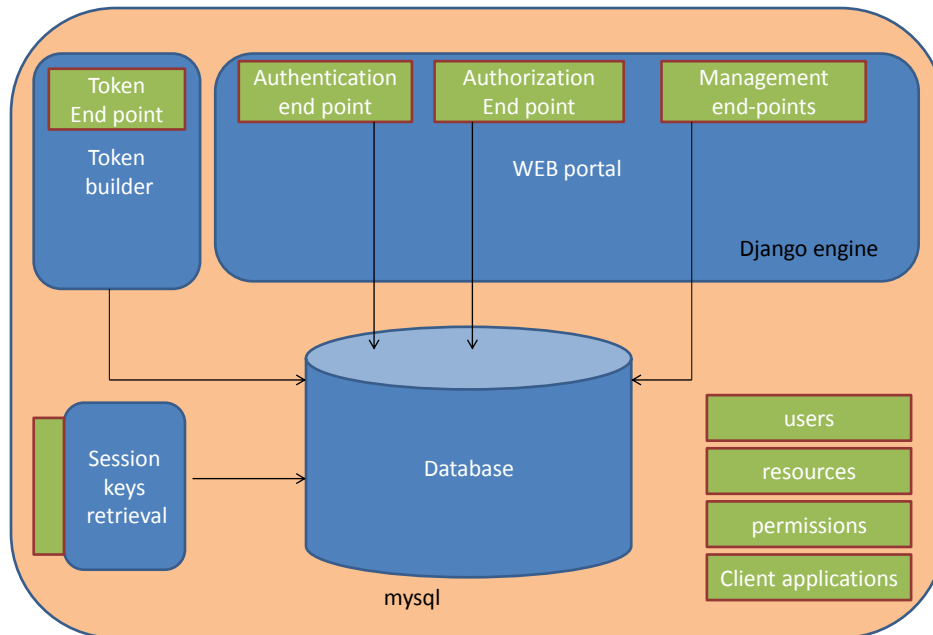 Token
End point
Token
builder
Authentication
end point
Authorization
End point
Management
end-points
WEB portal
Django engine
Session
keys
retrieval
Database
mysql
users
resources
permissions
Client applications